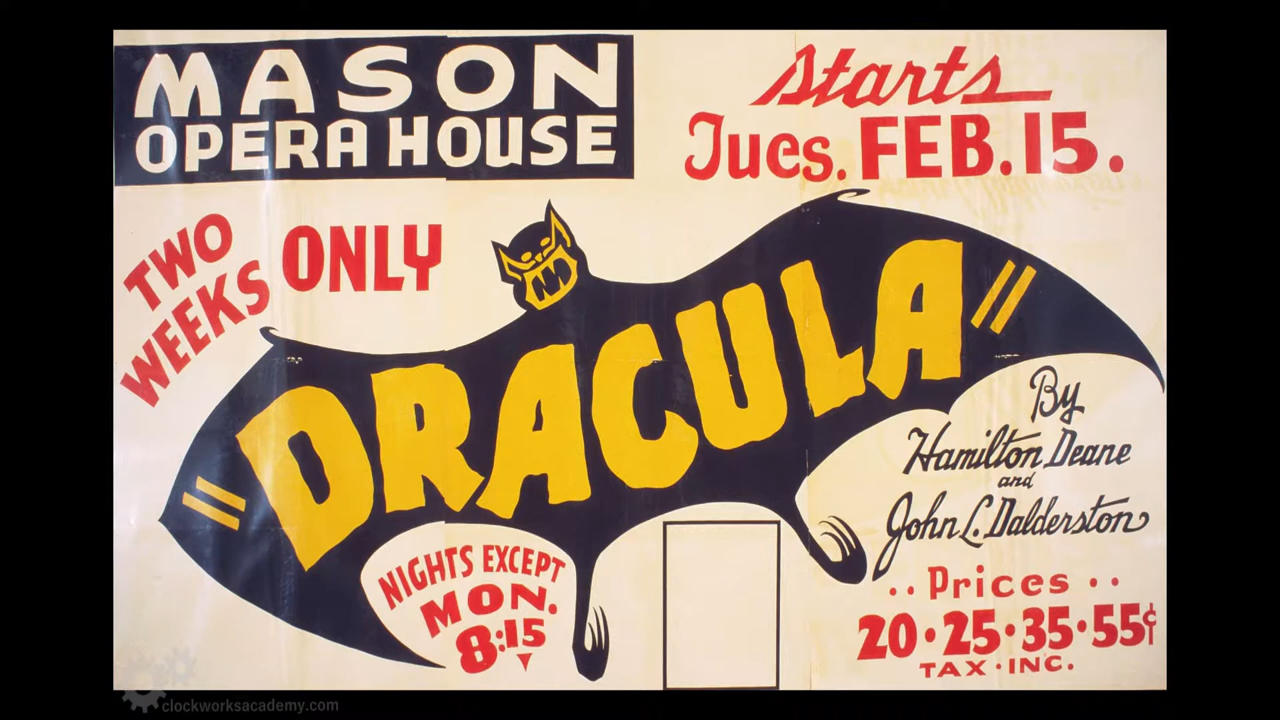 MASON
OPERA HOUSE
Starts
Tues. FEB. 15.
TWO
WEEKS
ONLY
"DRACULA"
By
Hamilton Deane
and
John L. Dalderston
NIGHTS EXCEPT
MON.
8:15
..Prices..
20·25·35·55¢
TAX·INC.
clockworksacademy.com